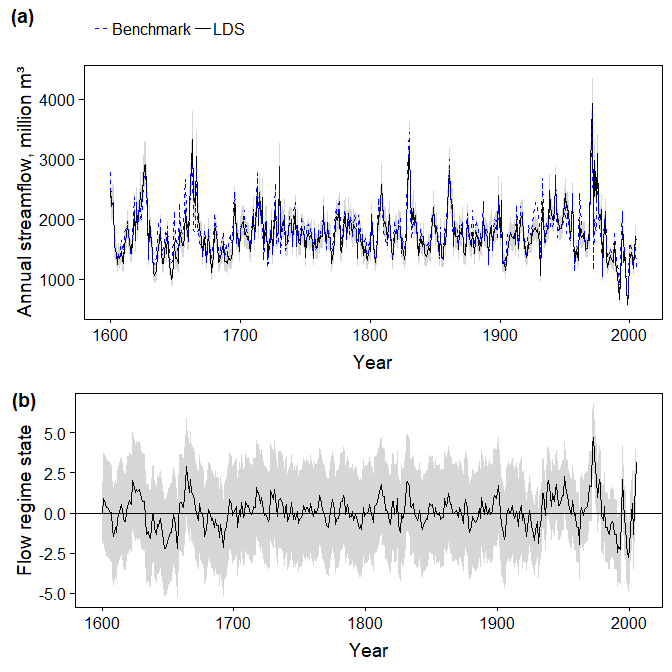 (a)
Benchmark LDS
Annual streamflow, million m³
4000
3000
2000
1000
1600 1700 1800 1900 2000
Year
(b)
Flow regime state
5.0
2.5
0.0
-2.5
-5.0
1600 1700 1800 1900 2000
Year